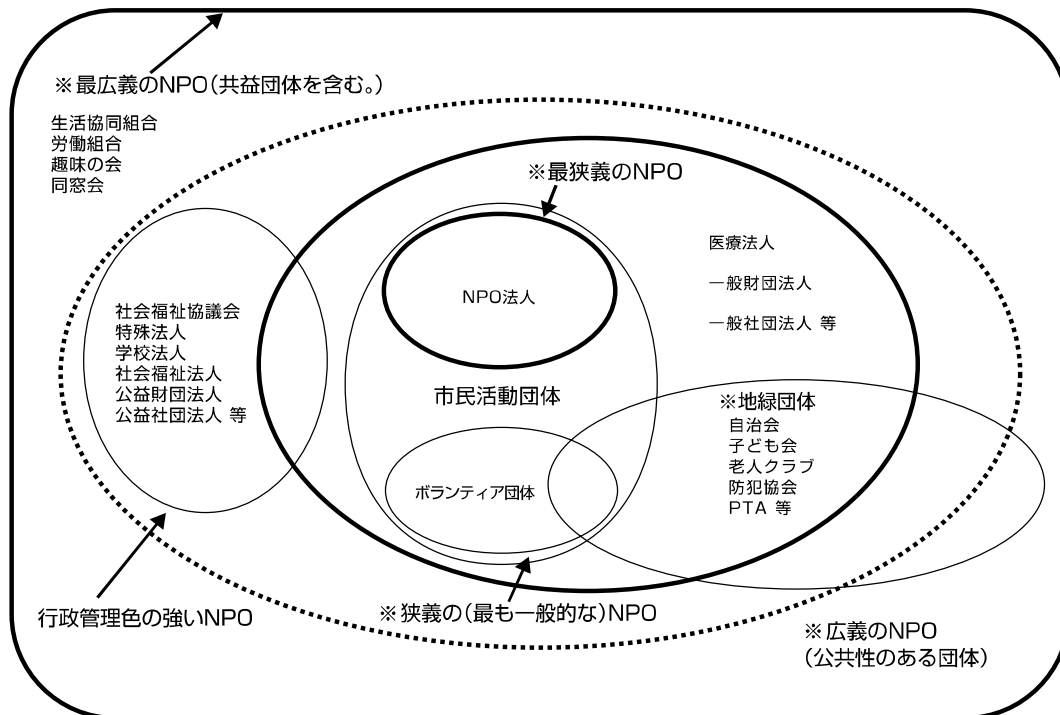 ※最広義のNPO(共益団体を含む。)
生活協同組合
労働組合
趣味の会
同窓会
※最狭義のNPO
医療法人
一般財団法人
一般社団法人 等
NPO法人
社会福祉協議会
特殊法人
学校法人
社会福祉法人
公益財団法人
公益社団法人 等
市民活動団体
※地緑団体
自治会
子ども会
老人クラブ
防犯協会
PTA 等
ボランティア団体
行政管理色の強いNPO
※狭義の(最も一般的な)NPO
※広義のNPO
(公共性のある団体)